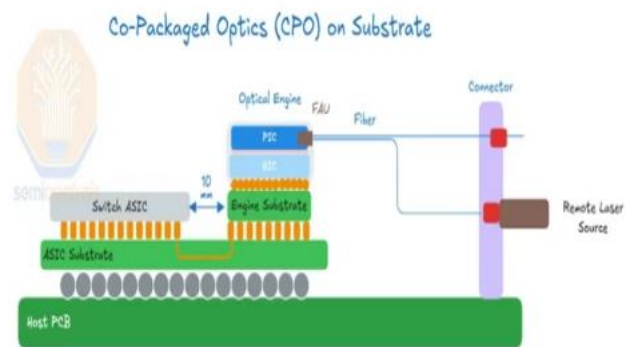 Co-Packaged Optics (CPO) on Substrate
Optical Engine
FAU
Connector
Fiber
PIC
EIC
10
mm
Switch ASIC
Engine Substrate
Remote Laser
Source
ASIC Substrate
Host PCB